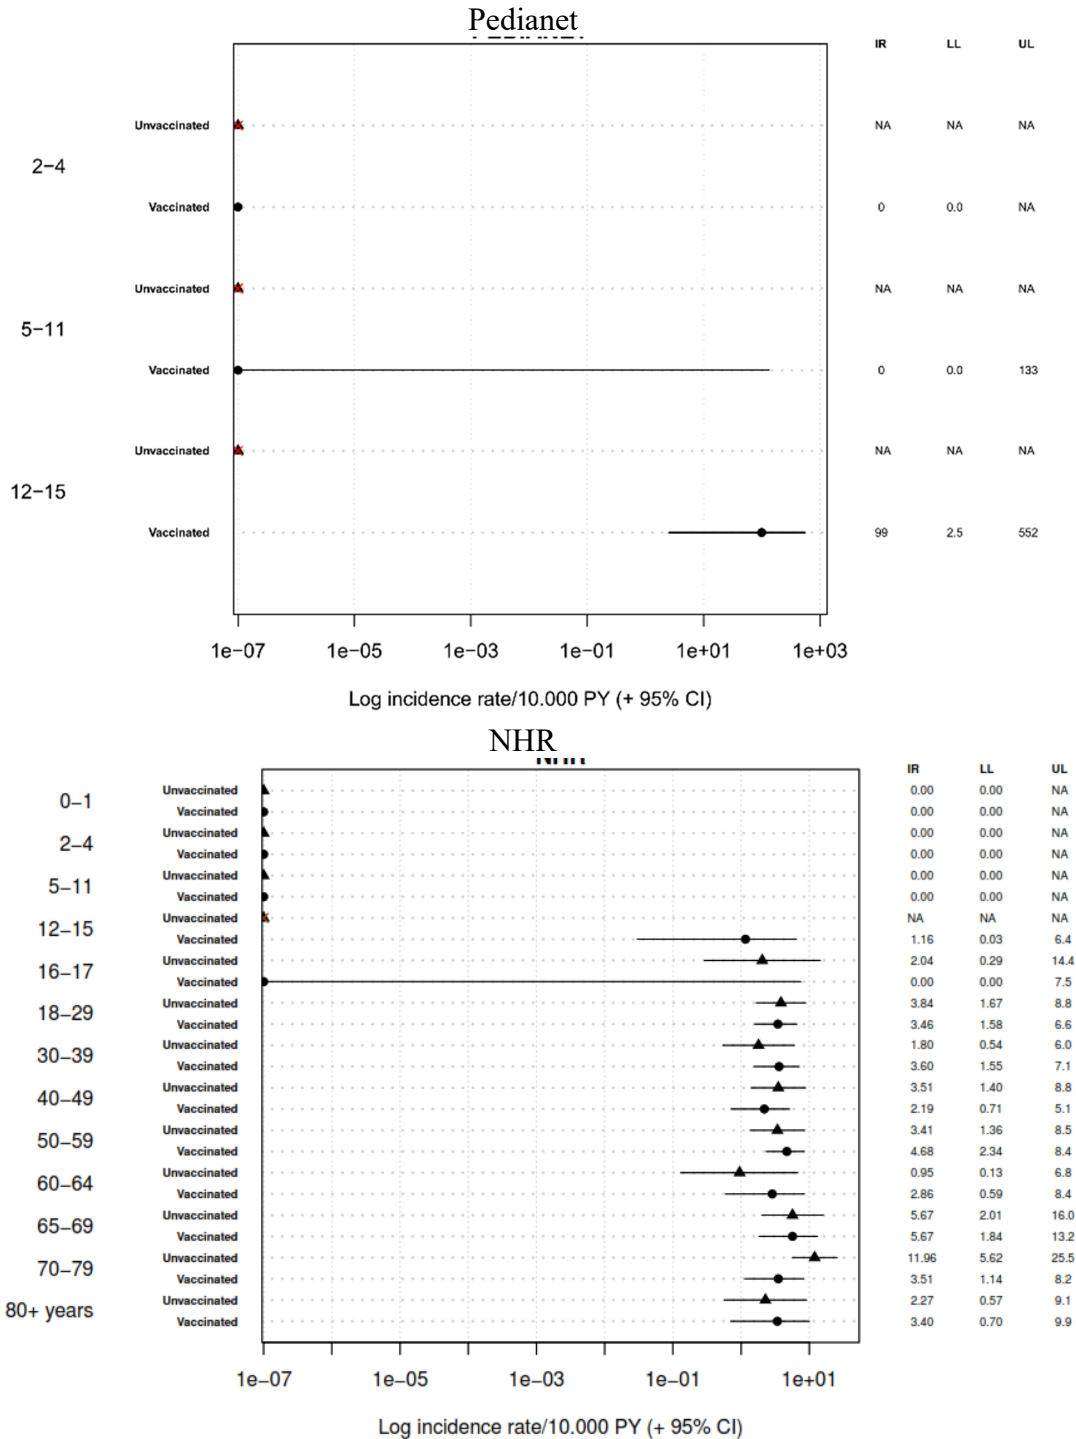 Pedianet
IR LL UL
Unvaccinated NA NA NA
2–4
Vaccinated 0 0.0 NA
Unvaccinated NA NA NA
5–11
Vaccinated 0 0.0 133
Unvaccinated NA NA NA
12–15
Vaccinated 99 2.5 552
1e−07 1e−05 1e−03 1e−01 1e+01 1e+03
Log incidence rate/10.000 PY (+ 95% CI)
NHR
IR LL UL
Unvaccinated 0.00 0.00 NA
0–1
Vaccinated 0.00 0.00 NA
Unvaccinated 0.00 0.00 NA
2–4
Vaccinated 0.00 0.00 NA
Unvaccinated 0.00 0.00 NA
5–11
Vaccinated 0.00 0.00 NA
Unvaccinated NA NA NA
12–15
Vaccinated 1.16 0.03 6.4
Unvaccinated 2.04 0.29 14.4
16–17
Vaccinated 0.00 0.00 7.5
Unvaccinated 3.84 1.67 8.8
18–29
Vaccinated 3.46 1.58 6.6
Unvaccinated 1.80 0.54 6.0
30–39
Vaccinated 3.60 1.55 7.1
Unvaccinated 3.51 1.40 8.8
40–49
Vaccinated 2.19 0.71 5.1
Unvaccinated 3.41 1.36 8.5
50–59
Vaccinated 4.68 2.34 8.4
Unvaccinated 0.95 0.13 6.8
60–64
Vaccinated 2.86 0.59 8.4
Unvaccinated 5.67 2.01 16.0
65–69
Vaccinated 5.67 1.84 13.2
Unvaccinated 11.96 5.62 25.5
70–79
Vaccinated 3.51 1.14 8.2
Unvaccinated 2.27 0.57 9.1
80+ years
Vaccinated 3.40 0.70 9.9
1e−07 1e−05 1e−03 1e−01 1e+01
Log incidence rate/10.000 PY (+ 95% CI)